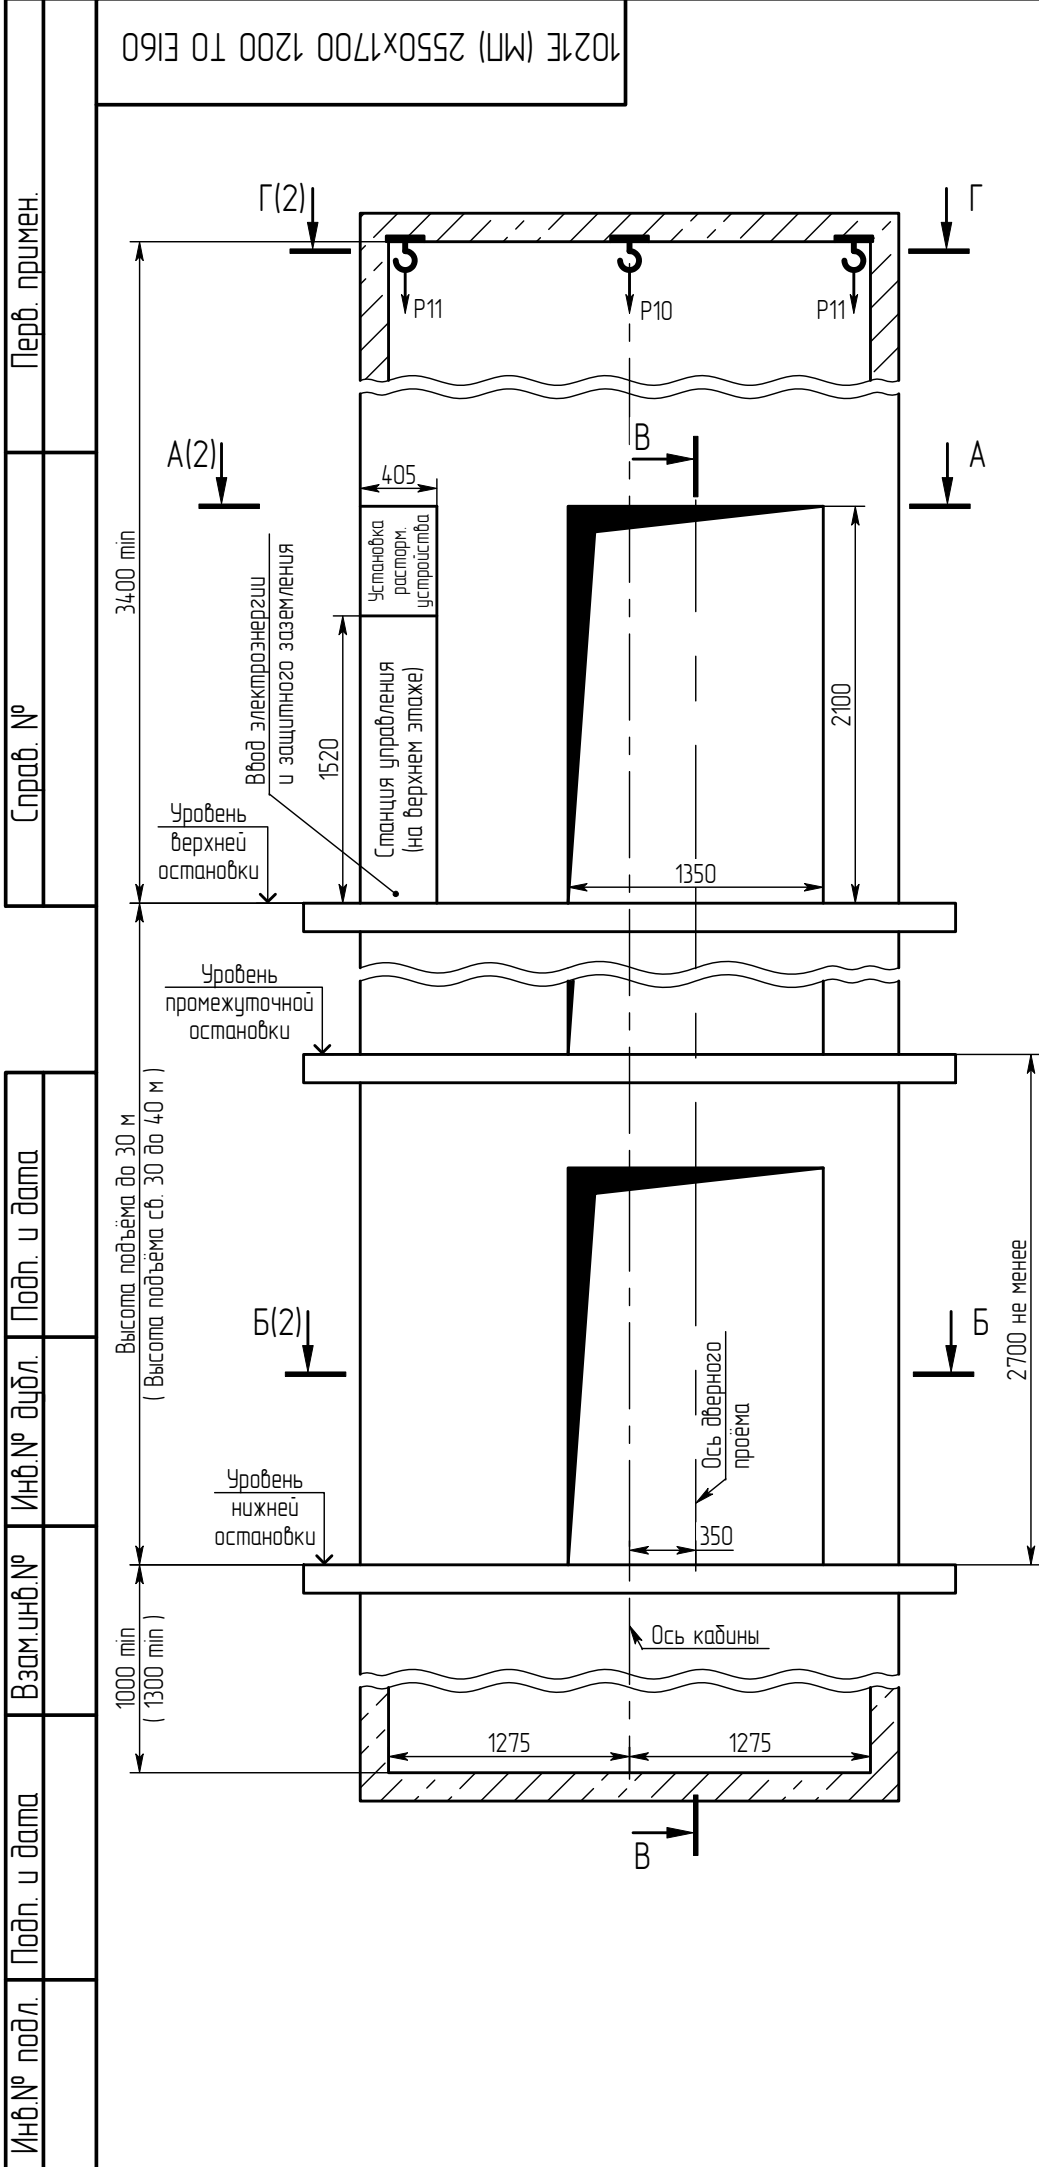 1021Е (МП) 2550х1700 1200 ТО EI60
Перв. примен.
Справ. №
Подп. и дата
Инв.№ дубл.
Взам.инв.№
Подп. и дата
Инв.№ подл.
Г(2)
Г
Р11
Р10
Р11
В
А(2)
А
405
Установка
расторм.
устройства
3400 min
Ввод электроэнергии
и защитного заземления
1520
Станция управления
(на верхнем этаже)
2100
1350
Уровень
верхней
остановки
Уровень
промежуточной
остановки
Высота подъёма до 30 м
( Высота подъёма св. 30 до 40 м )
Б(2)
Б
2700 не менее
Ось дверного
проёма
Уровень
нижней
остановки
350
Ось кабины
1000 min
( 1300 min )
1275
1275
В